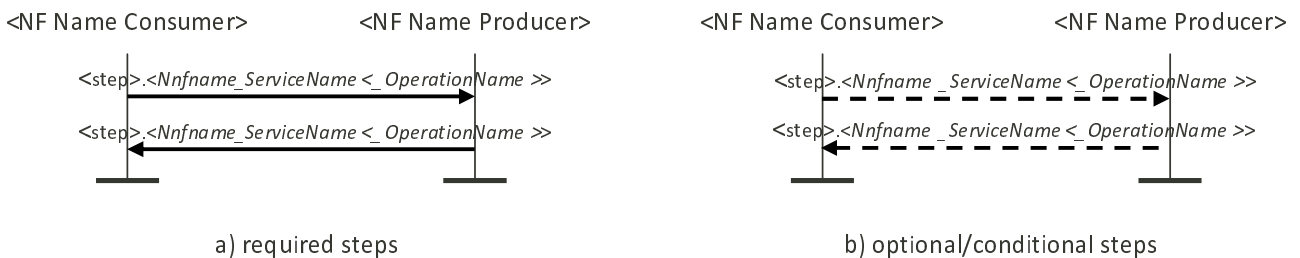 <NF Name Consumer> <NF Name Producer> <NF Name Consumer> <NF Name Producer>
<step>.<Nnfname_ServiceName <_OperationName >> <step>.<Nnfname _ServiceName <_OperationName >>
<step>.<Nnfname_ServiceName <_OperationName >> <step>.<Nnfname _ServiceName <_OperationName >>
a) required steps b) optional/conditional steps